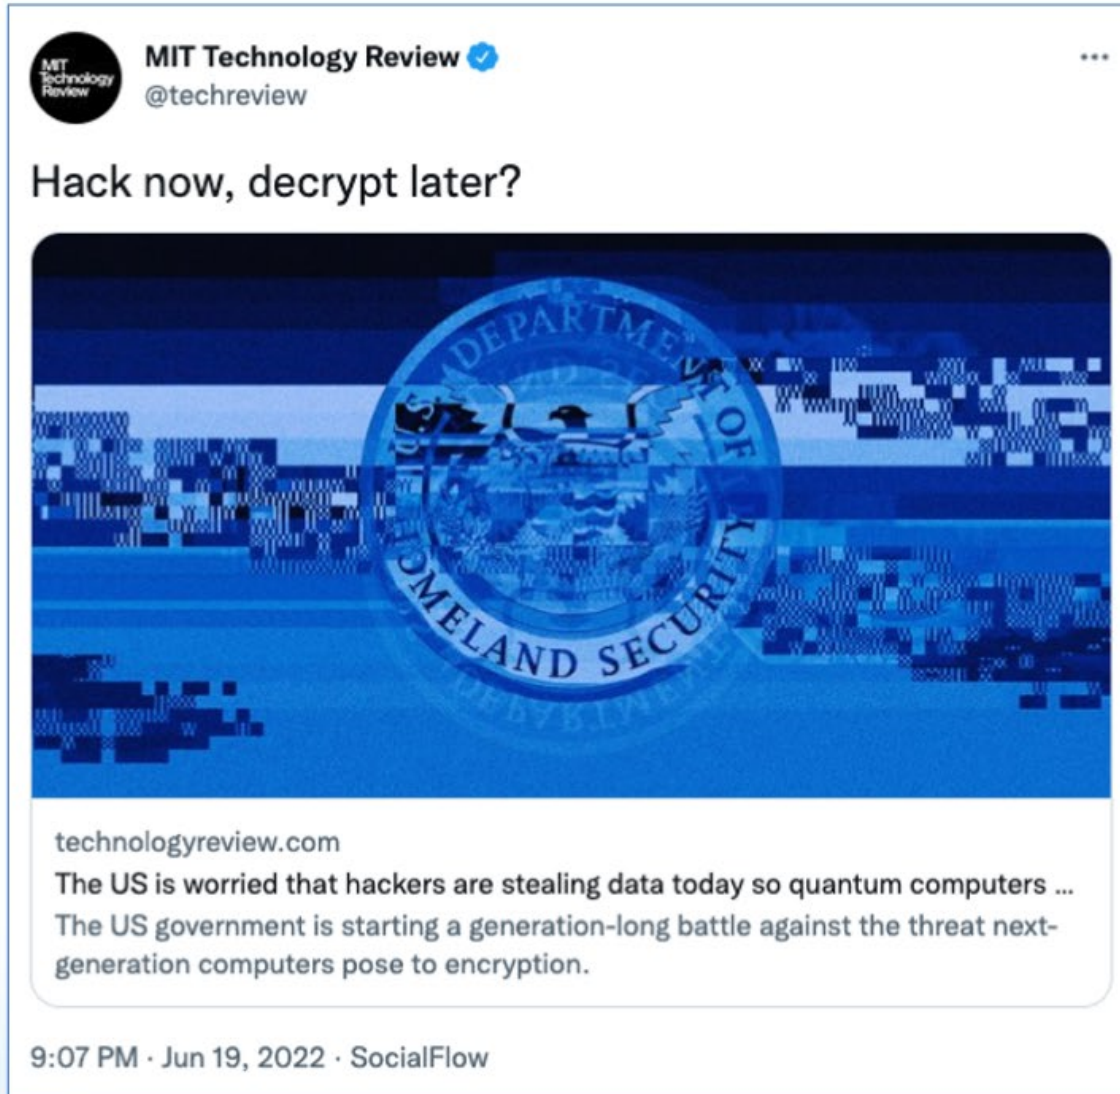 MIT
Technology
Review
MIT Technology Review
@techreview
Hack now, decrypt later?
U.S. DEPARTMENT OF
HOMELAND SECURITY
technologyreview.com
The US is worried that hackers are stealing data today so quantum computers ...
The US government is starting a generation-long battle against the threat next-
generation computers pose to encryption.
9:07 PM · Jun 19, 2022 · SocialFlow